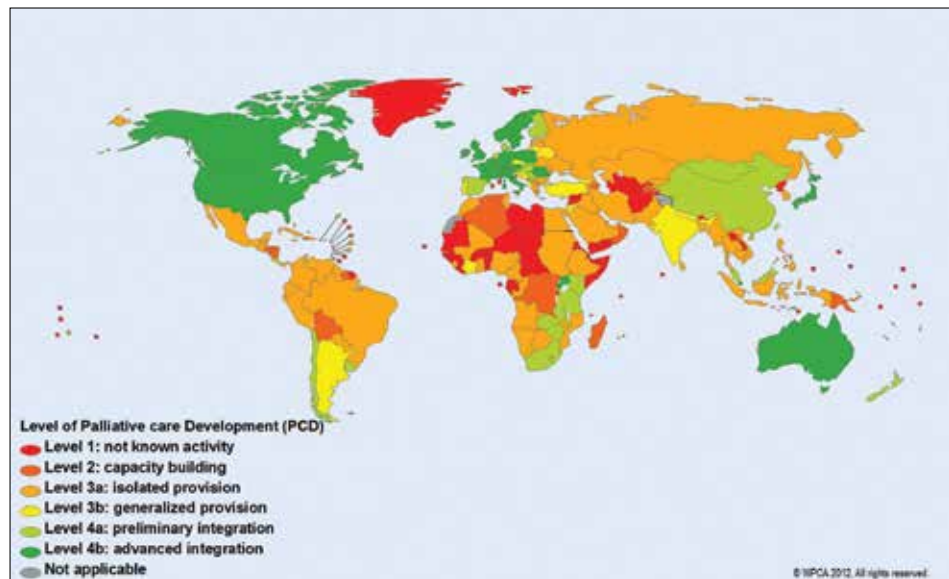 Level of Palliative care Development (PCD)
Level 1: not known activity
Level 2: capacity building
Level 3a: isolated provision
Level 3b: generalized provision
Level 4a: preliminary integration
Level 4b: advanced integration
Not applicable
© WPCA 2012. All rights reserved.